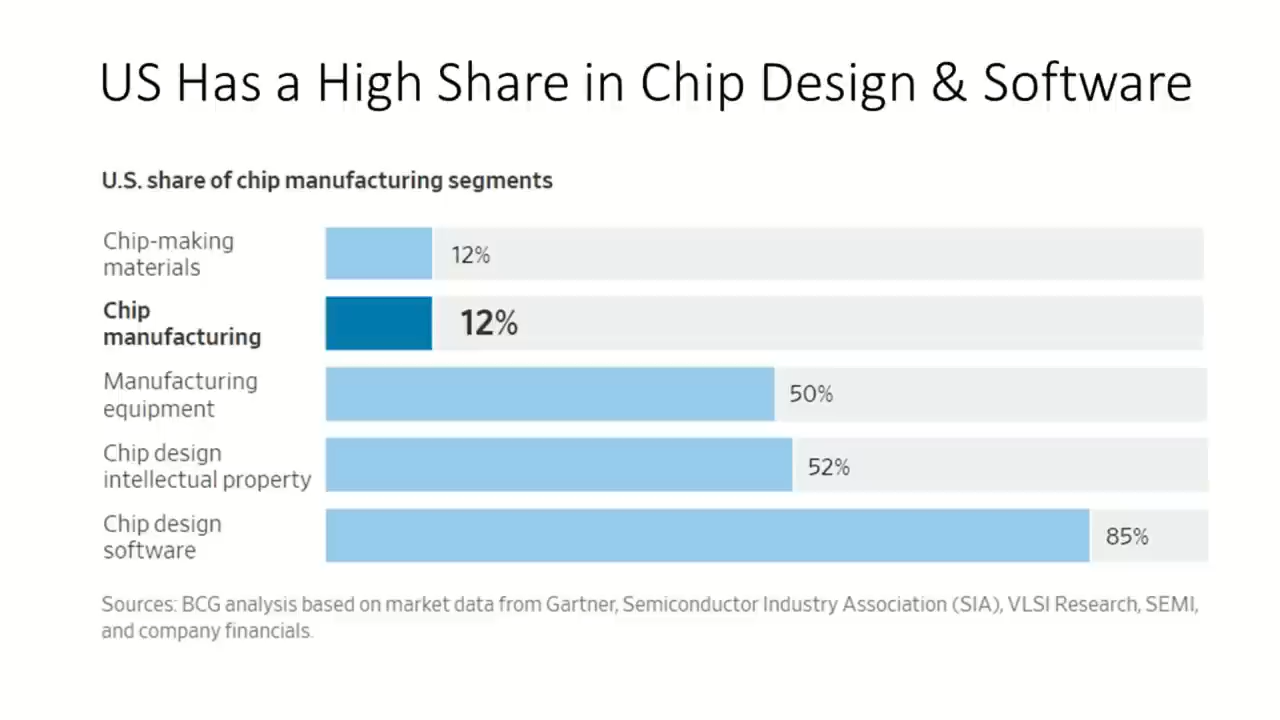 US Has a High Share in Chip Design & Software
U.S. share of chip manufacturing segments
Chip-making
materials
12%
Chip
manufacturing
12%
Manufacturing
equipment
50%
Chip design
intellectual property
52%
Chip design
software
85%
Sources: BCG analysis based on market data from Gartner, Semiconductor Industry Association (SIA), VLSI Research, SEMI,
and company financials.